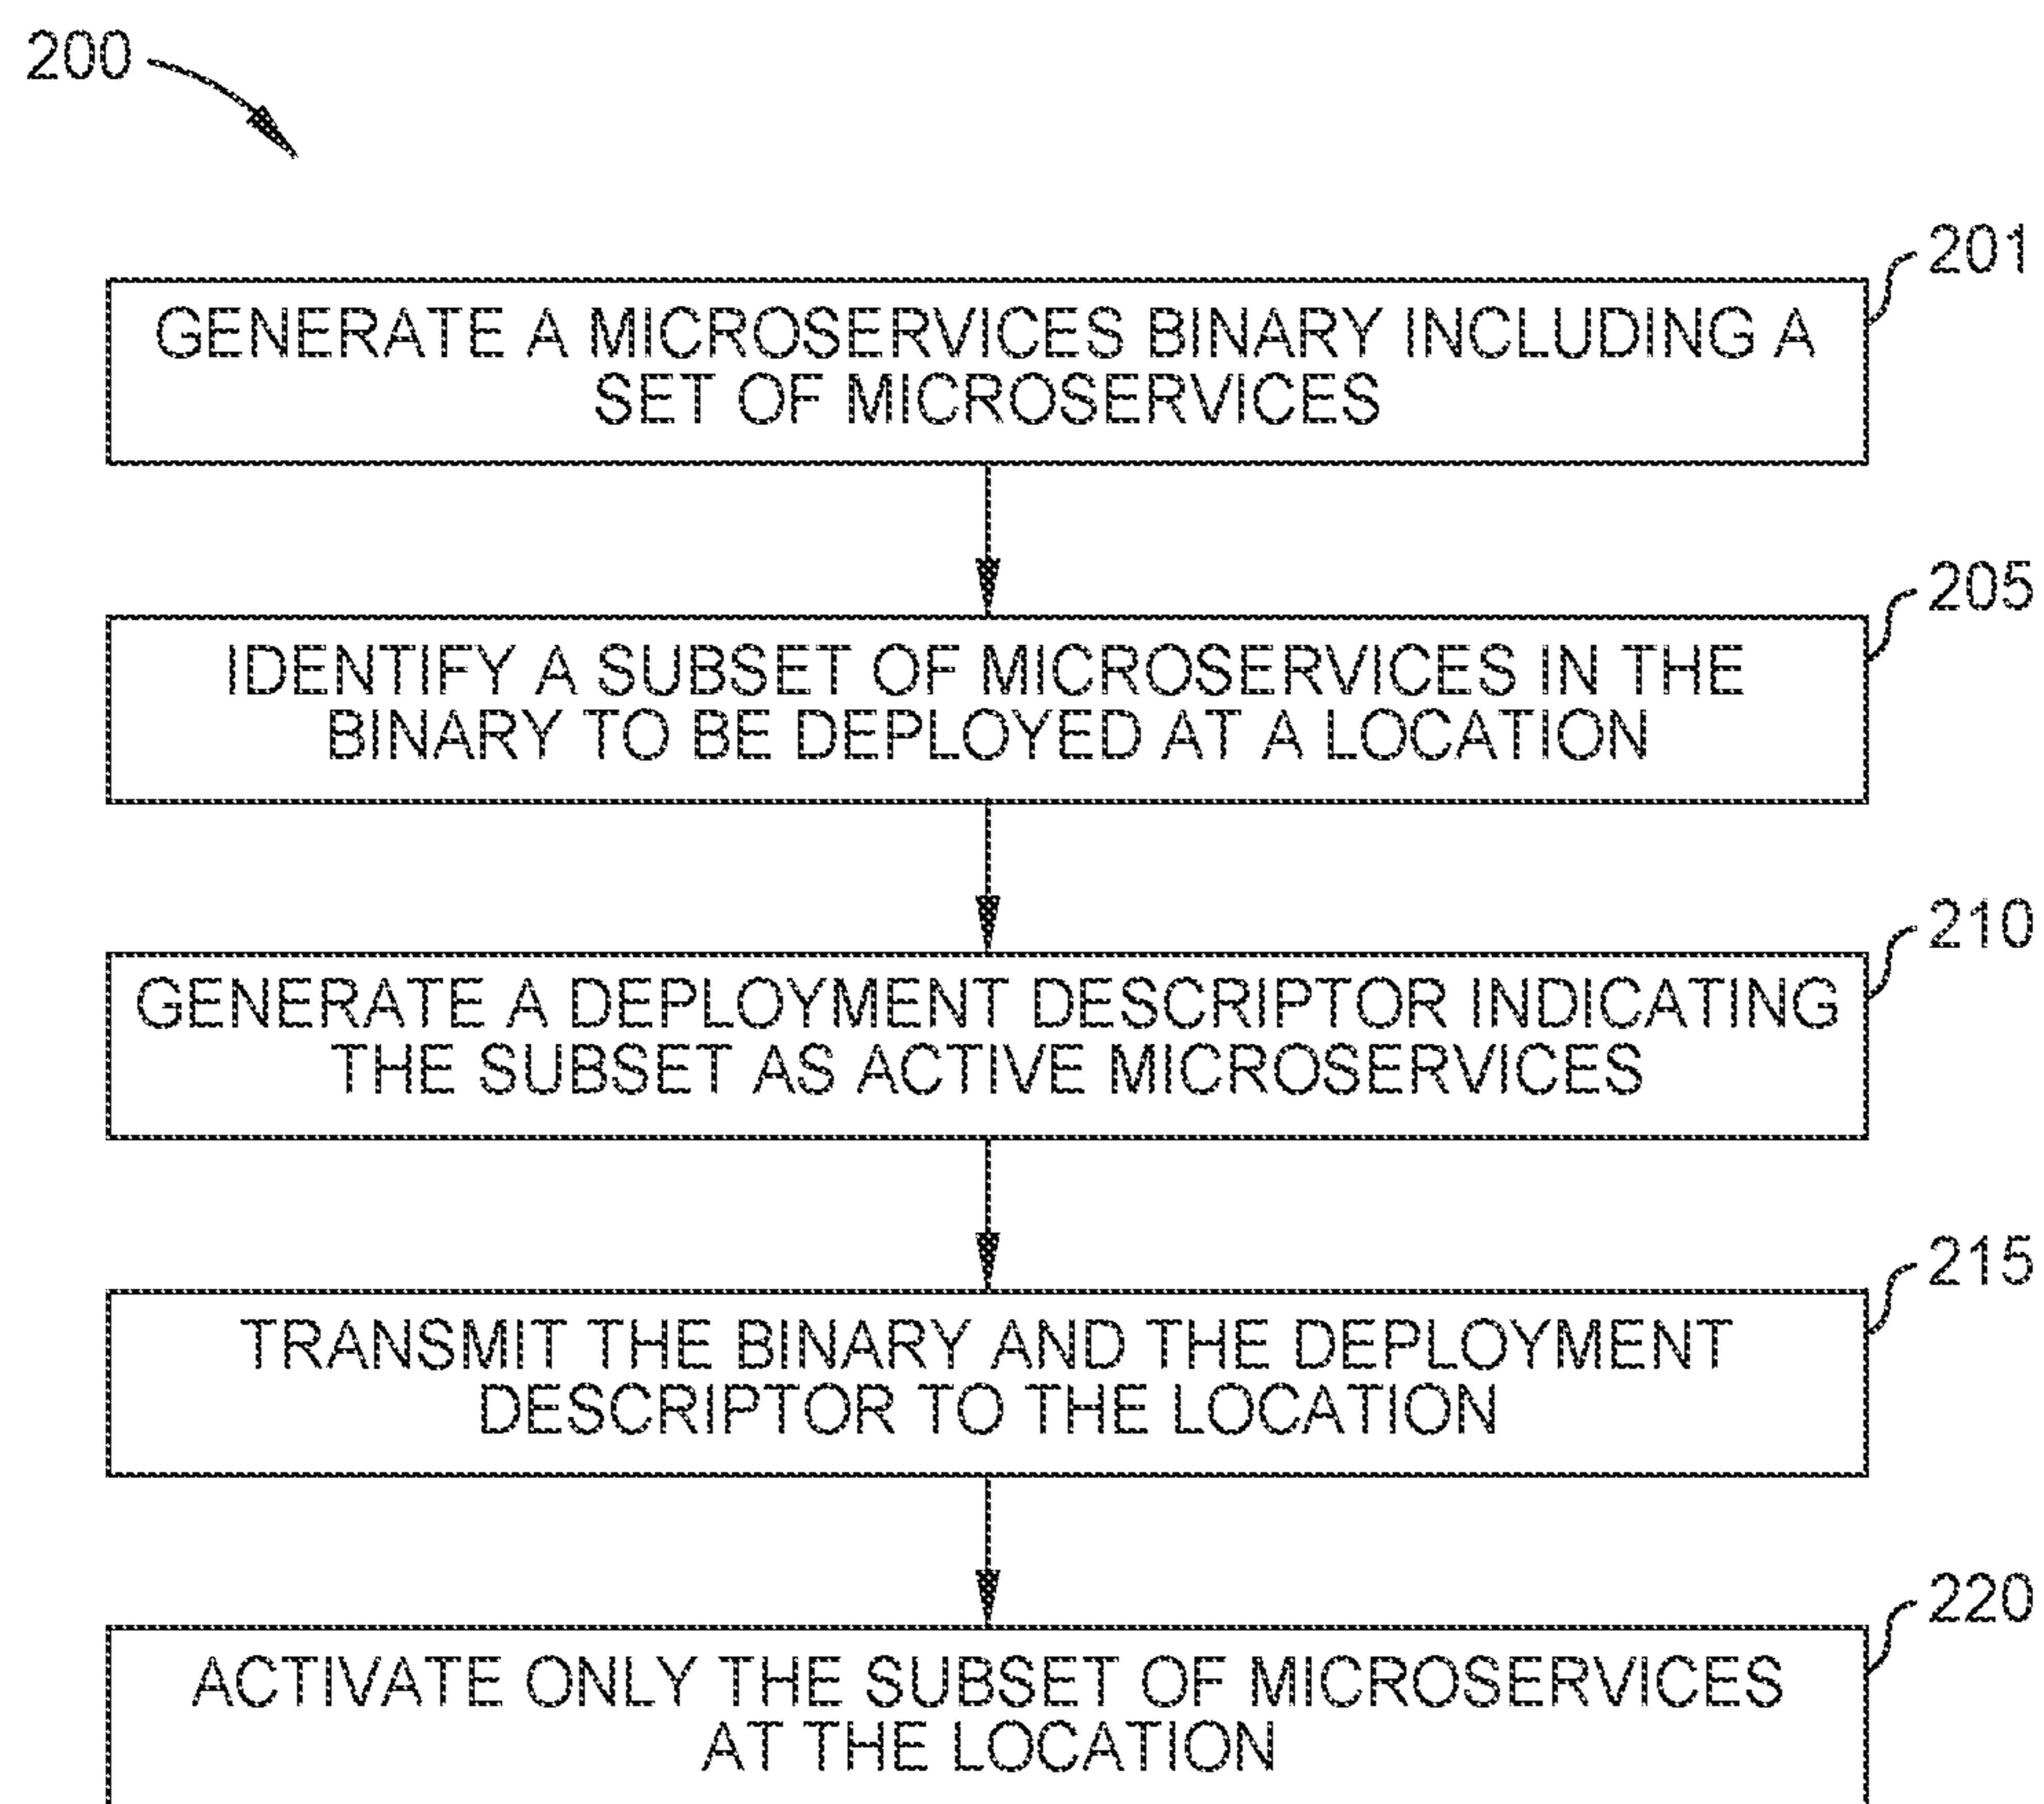 200
201
GENERATE A MICROSERVICES BINARY INCLUDING A
SET OF MICROSERVICES
205
IDENTIFY A SUBSET OF MICROSERVICES IN THE
BINARY TO BE DEPLOYED AT A LOCATION
210
GENERATE A DEPLOYMENT DESCRIPTOR INDICATING
THE SUBSET AS ACTIVE MICROSERVICES
215
TRANSMIT THE BINARY AND THE DEPLOYMENT
DESCRIPTOR TO THE LOCATION
220
ACTIVATE ONLY THE SUBSET OF MICROSERVICES
AT THE LOCATION